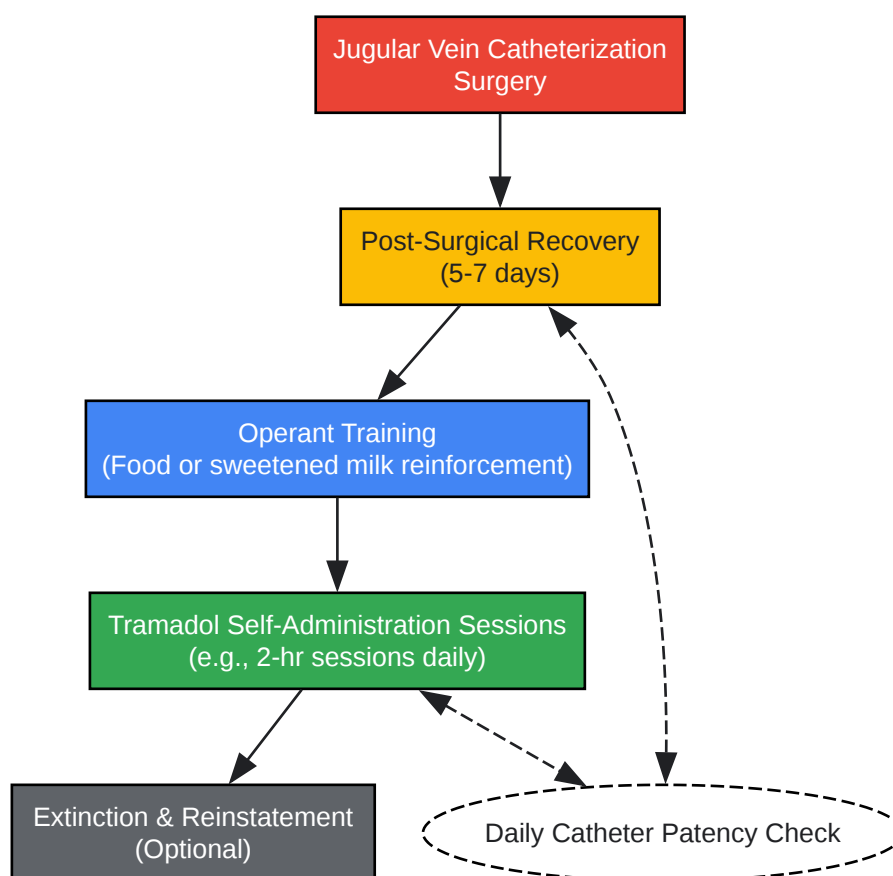 Jugular Vein Catheterization
Surgery
Post-Surgical Recovery
(5-7 days)
Operant Training
(Food or sweetened milk reinforcement)
Tramadol Self-Administration Sessions
(e.g., 2-hr sessions daily)
Extinction & Reinstatement
(Optional)
Daily Catheter Patency Check